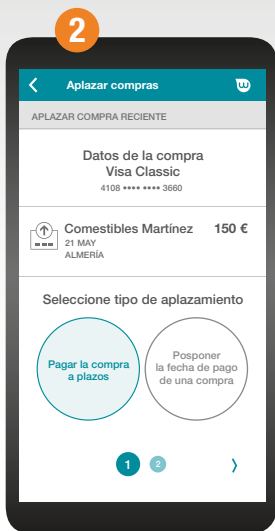 2
Aplazar compras
APLAZAR COMPRA RECIENTE
Datos de la compra
Visa Classic
4108 •••• •••• 3660
Comestibles Martínez 150 €
21 MAY
ALMERÍA
Seleccione tipo de aplazamiento
Pagar la compra
a plazos
Posponer
la fecha de pago
de una compra
1 2